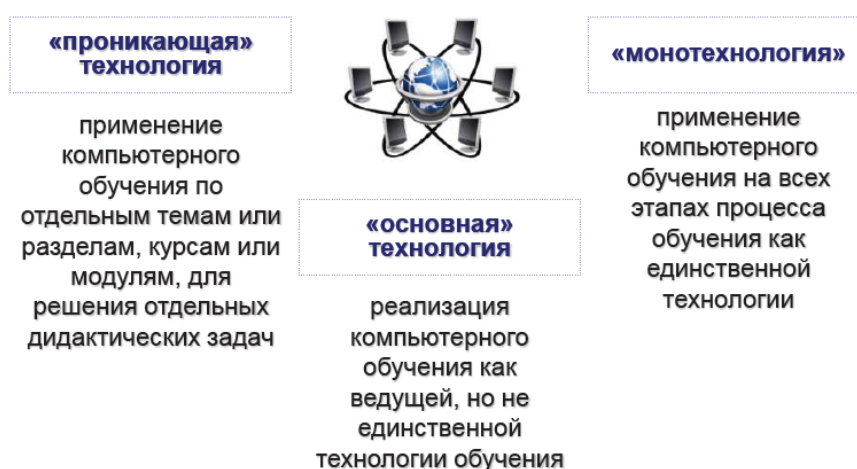 «проникающая»
технология
применение
компьютерного
обучения по
отдельным темам или
разделам, курсам или
модулям, для
решения отдельных
дидактических задач
«основная»
технология
реализация
компьютерного
обучения как
ведущей, но не
единственной
технологии обучения
«монотехнология»
применение
компьютерного
обучения на всех
этапах процесса
обучения как
единственной
технологии